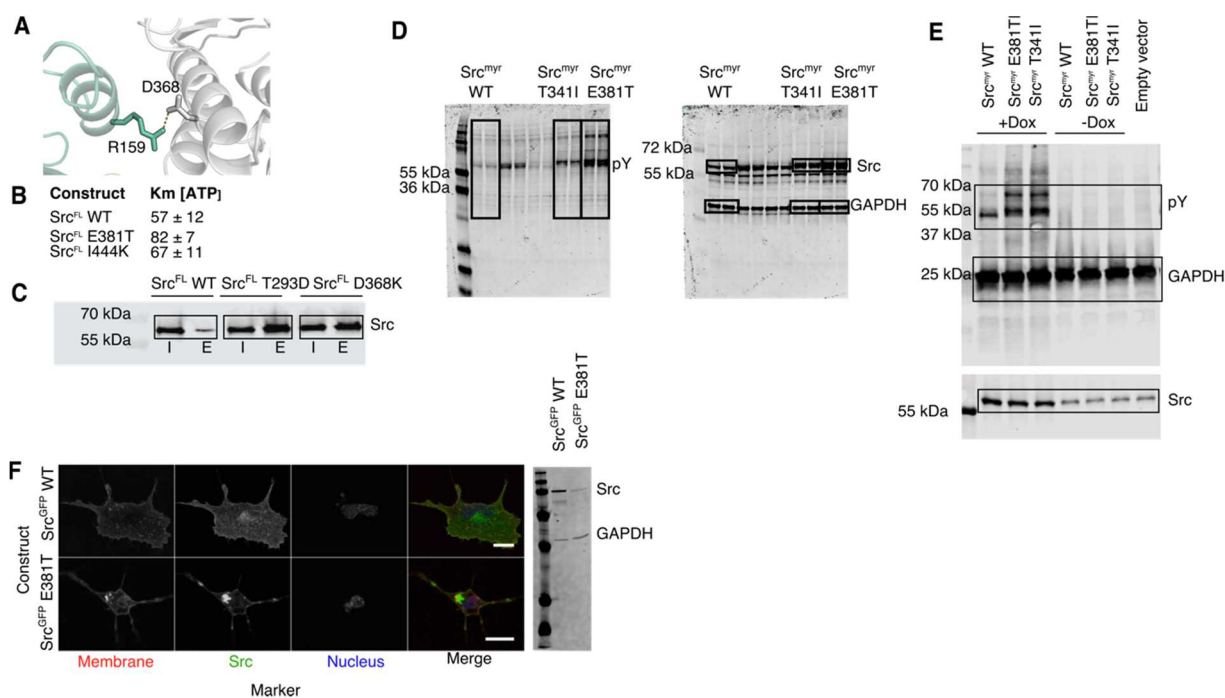 A
D368
R159
B
Construct Km [ATP]
Src^FL WT 57 ± 12
Src^FL E381T 82 ± 7
Src^FL I444K 67 ± 11
C
Src^FL WT Src^FL T293D Src^FL D368K
70 kDa
55 kDa
Src
I E I E I E
D
Src^myr WT
Src^myr T341I
Src^myr E381T
55 kDa
36 kDa
pY
Src^myr WT
Src^myr T341I
Src^myr E381T
72 kDa
55 kDa
Src
GAPDH
E
Src^myr WT
Src^myr E381TI
Src^myr T341I
Src^myr WT
Src^myr E381TI
Src^myr T341I
Empty vector
+Dox -Dox
70 kDa
55 kDa
37 kDa
25 kDa
pY
GAPDH
55 kDa
Src
F
Construct
Src^GFP WT
Src^GFP E381T
Membrane Src Nucleus Merge
Marker
Src^GFP WT
Src^GFP E381T
Src
GAPDH